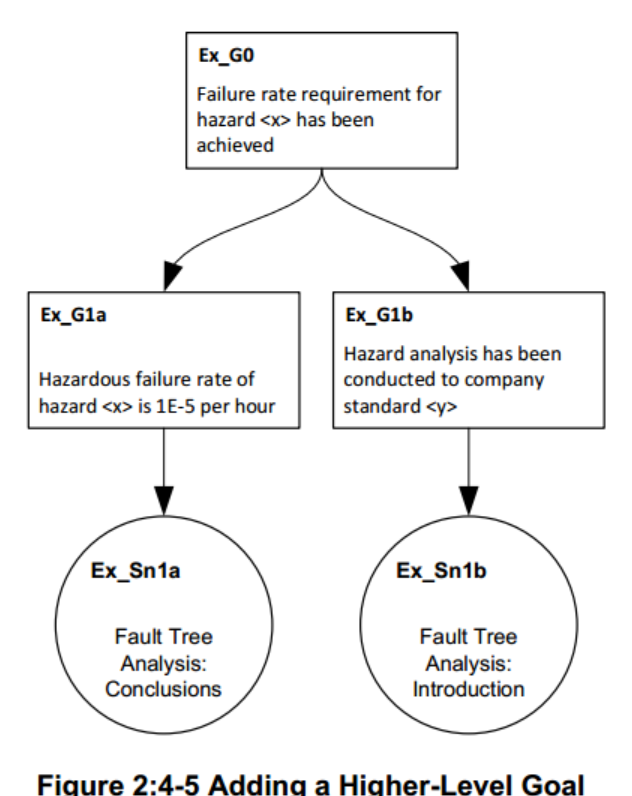 Ex_G0
Failure rate requirement for
hazard <x> has been
achieved
Ex_G1a
Hazardous failure rate of
hazard <x> is 1E-5 per hour
Ex_G1b
Hazard analysis has been
conducted to company
standard <y>
Ex_Sn1a
Fault Tree
Analysis:
Conclusions
Ex_Sn1b
Fault Tree
Analysis:
Introduction
Figure 2:4-5 Adding a Higher-Level Goal